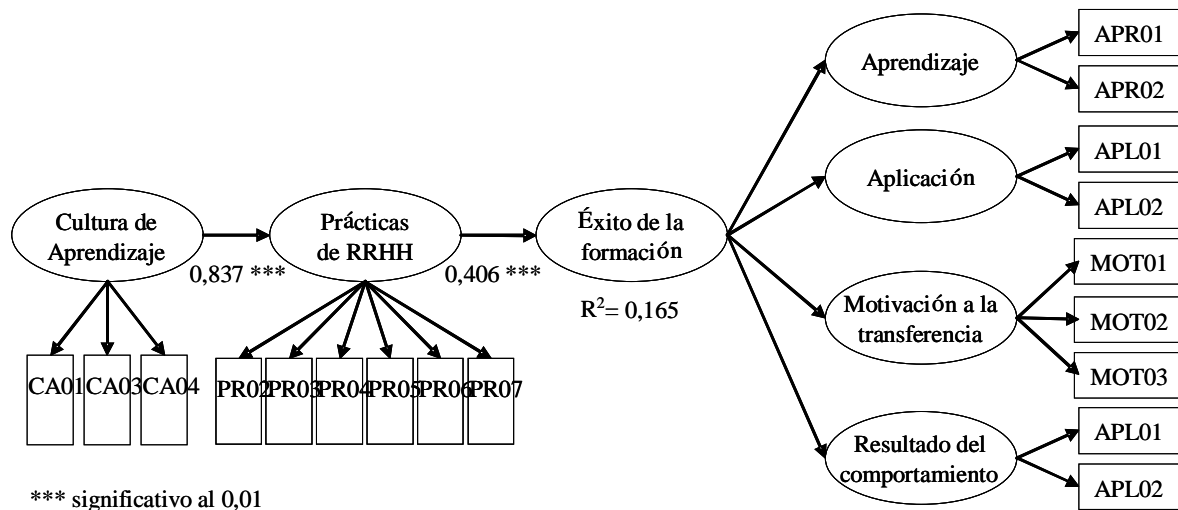 Cultura de
Aprendizaje
0,837 ***
Prácticas
de RRHH
0,406 ***
Éxito de la
formación
R²= 0,165
Aprendizaje
Aplicación
Motivación a la
transferencia
Resultado del
comportamiento
APR01
APR02
APL01
APL02
MOT01
MOT02
MOT03
APL01
APL02
CA01
CA03
CA04
PR02
PR03
PR04
PR05
PR06
PR07
*** significativo al 0,01